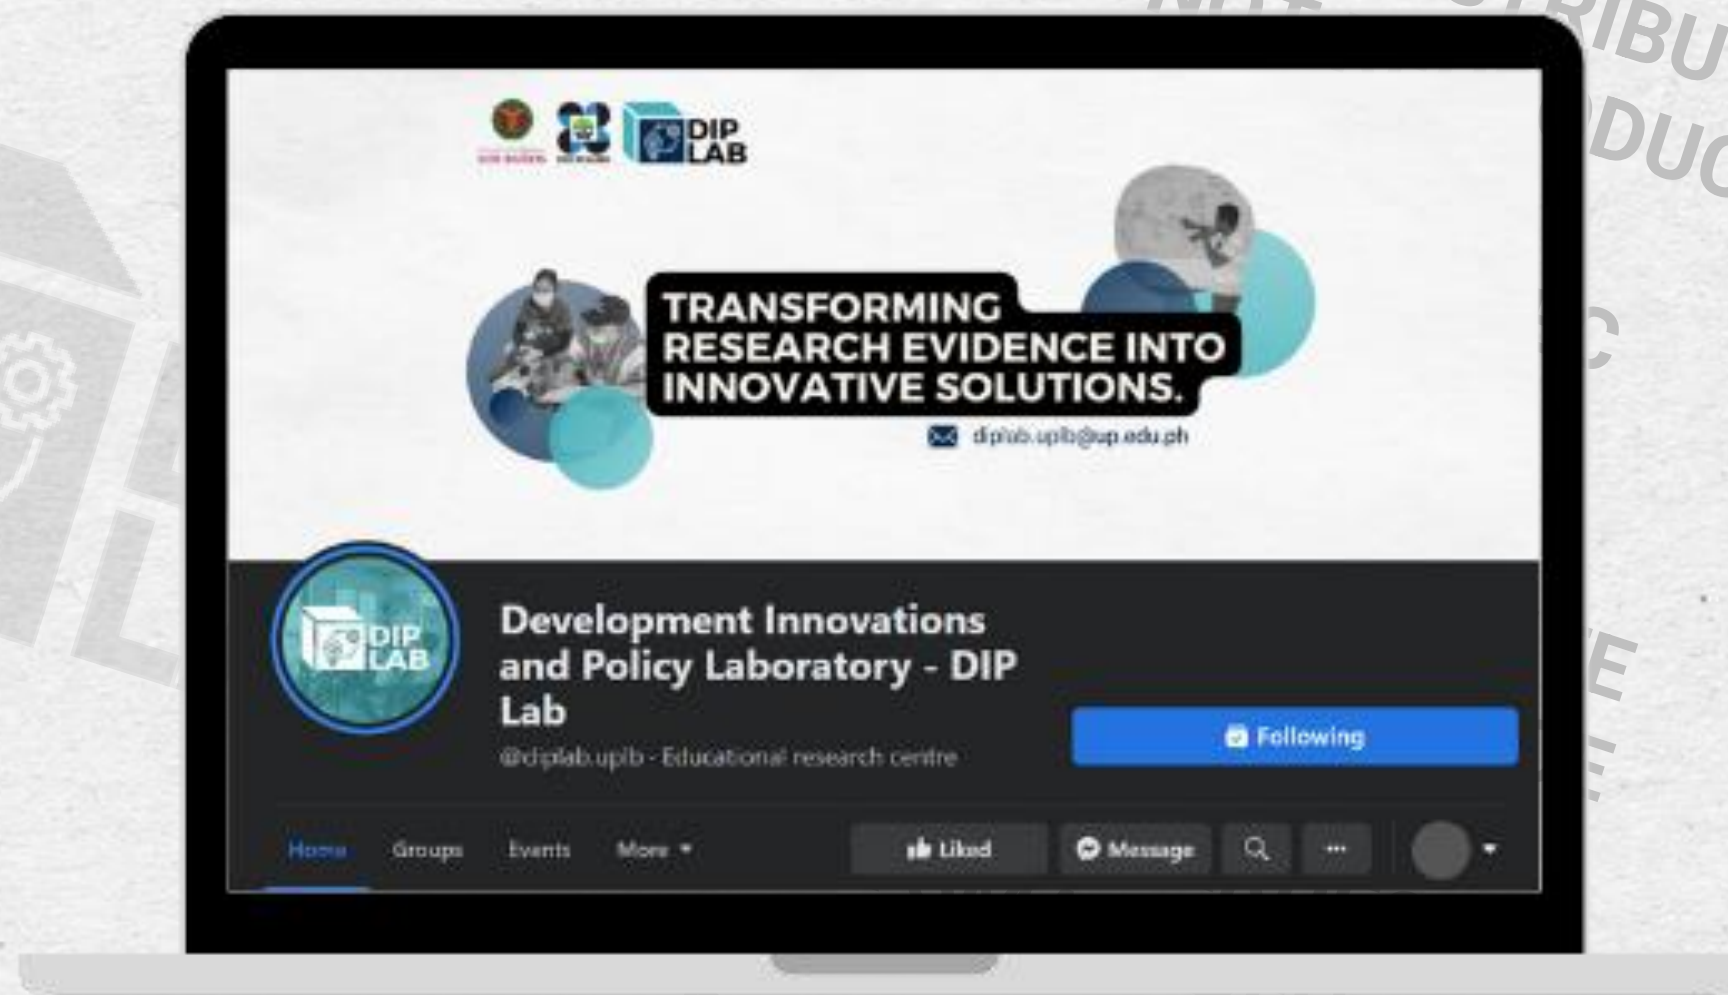 DIP
LAB
TRANSFORMING
RESEARCH EVIDENCE INTO
INNOVATIVE SOLUTIONS.
diplab.uplb@up.edu.ph
DIP
LAB
Development Innovations
and Policy Laboratory - DIP
Lab
@diplab.uplb - Educational research centre
Following
Home
Groups
Events
More
Liked
Message